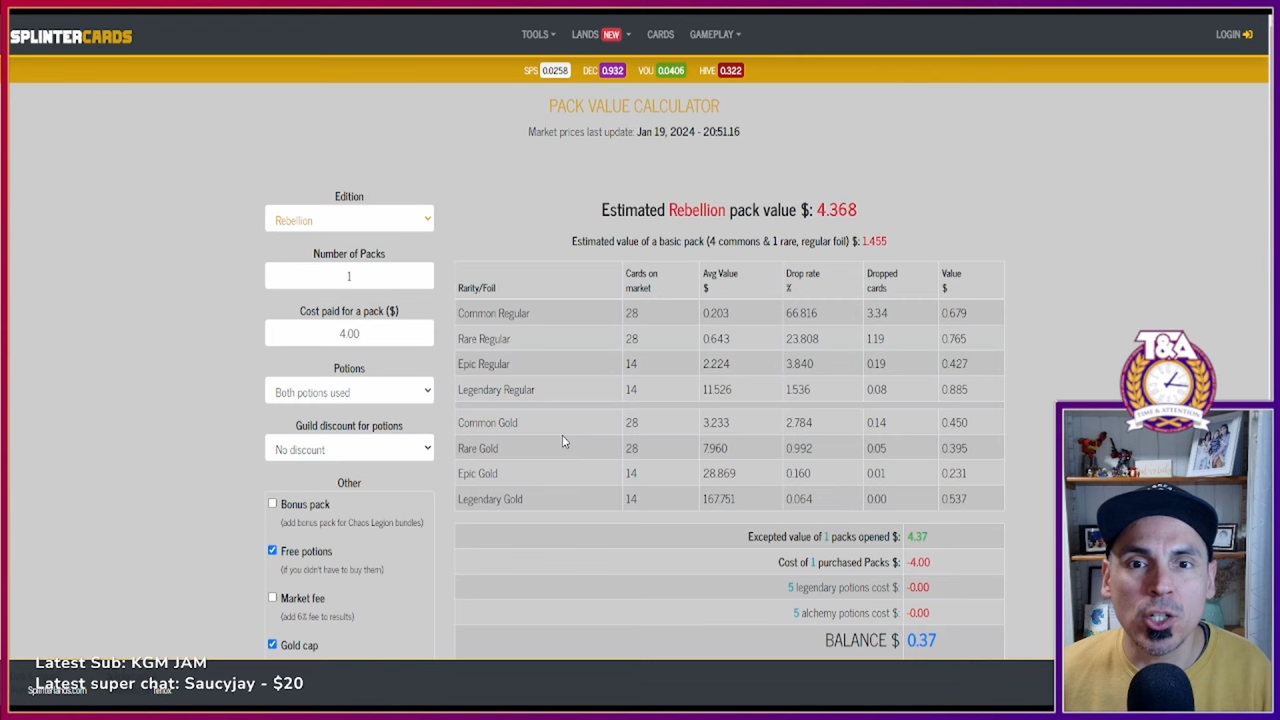 SPLINTERCARDS
TOOLS LANDS NEW CARDS GAMEPLAY LOGIN
SPS 0.0258 DEC 0.932 VOU 0.0406 HIVE 0.322
PACK VALUE CALCULATOR
Market prices last update: Jan 19, 2024 - 20:51.16
Edition
Rebellion
Number of Packs
1
Cost paid for a pack ($)
4.00
Potions
Both potions used
Guild discount for potions
No discount
Other
Bonus pack
(add bonus pack for Chaos Legion bundles)
Free potions
(if you didn't have to buy them)
Market fee
(add 6% fee to results)
Gold cap
Estimated Rebellion pack value $: 4.368
Estimated value of a basic pack (4 commons & 1 rare, regular foil) $: 1.455
Rarity/Foil Cards on market Avg Value $ Drop rate % Dropped cards Value $
Common Regular 28 0.203 66.816 3.34 0.679
Rare Regular 28 0.643 23.808 1.19 0.765
Epic Regular 14 2.224 3.840 0.19 0.427
Legendary Regular 14 11.526 1.536 0.08 0.885
Common Gold 28 3.233 2.784 0.14 0.450
Rare Gold 28 7.960 0.992 0.05 0.395
Epic Gold 14 28.869 0.160 0.01 0.231
Legendary Gold 14 167.751 0.064 0.00 0.537
Excepted value of 1 packs opened $: 4.37
Cost of 1 purchased Packs $: -4.00
5 legendary potions cost $: -0.00
5 alchemy potions cost $: -0.00
BALANCE $ 0.37
T&A
TIME & ATTENTION
Latest Sub: KGM JAM
Latest super chat: Saucyjay - $20
Splinterlands.com